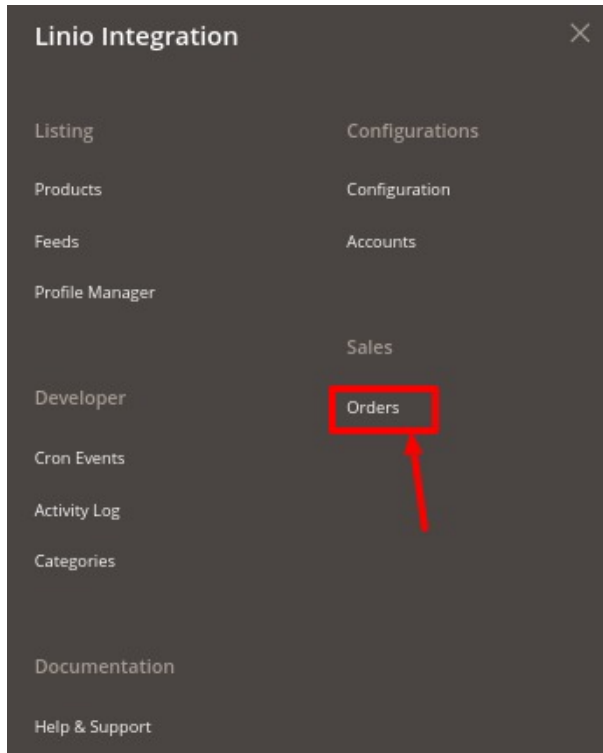 Linio Integration
Listing
Products
Feeds
Profile Manager
Developer
Cron Events
Activity Log
Categories
Documentation
Help & Support
Configurations
Configuration
Accounts
Sales
Orders